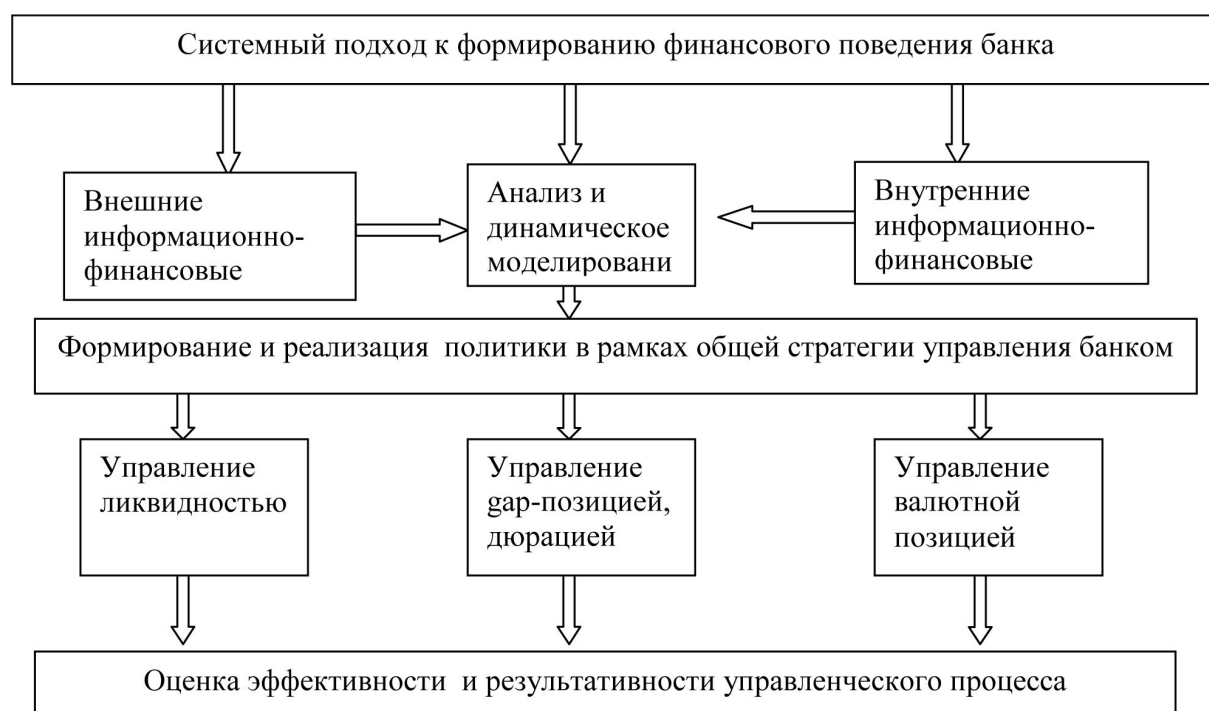 Системный подход к формированию финансового поведения банка
Внешние
информационно-
финансовые
Анализ и
динамическое
моделировани
Внутренние
информационно-
финансовые
Формирование и реализация политики в рамках общей стратегии управления банком
Управление
ликвидностью
Управление
gap-позицией,
дюрацией
Управление
валютной
позицией
Оценка эффективности и результативности управленческого процесса